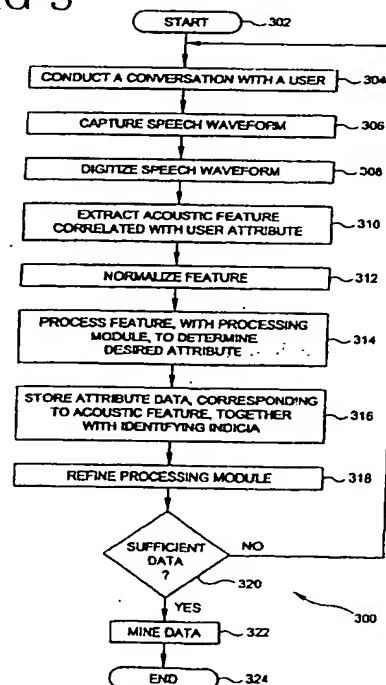 START
302
CONDUCT A CONVERSATION WITH A USER
304
CAPTURE SPEECH WAVEFORM
306
DIGITIZE SPEECH WAVEFORM
308
EXTRACT ACOUSTIC FEATURE
CORRELATED WITH USER ATTRIBUTE
310
NORMALIZE FEATURE
312
PROCESS FEATURE, WITH PROCESSING
MODULE, TO DETERMINE
DESIRED ATTRIBUTE
314
STORE ATTRIBUTE DATA, CORRESPONDING
TO ACOUSTIC FEATURE, TOGETHER
WITH IDENTIFYING INDICIA
316
REFINE PROCESSING MODULE
318
SUFFICIENT
DATA
?
NO
320
YES
300
MINE DATA
322
END
324